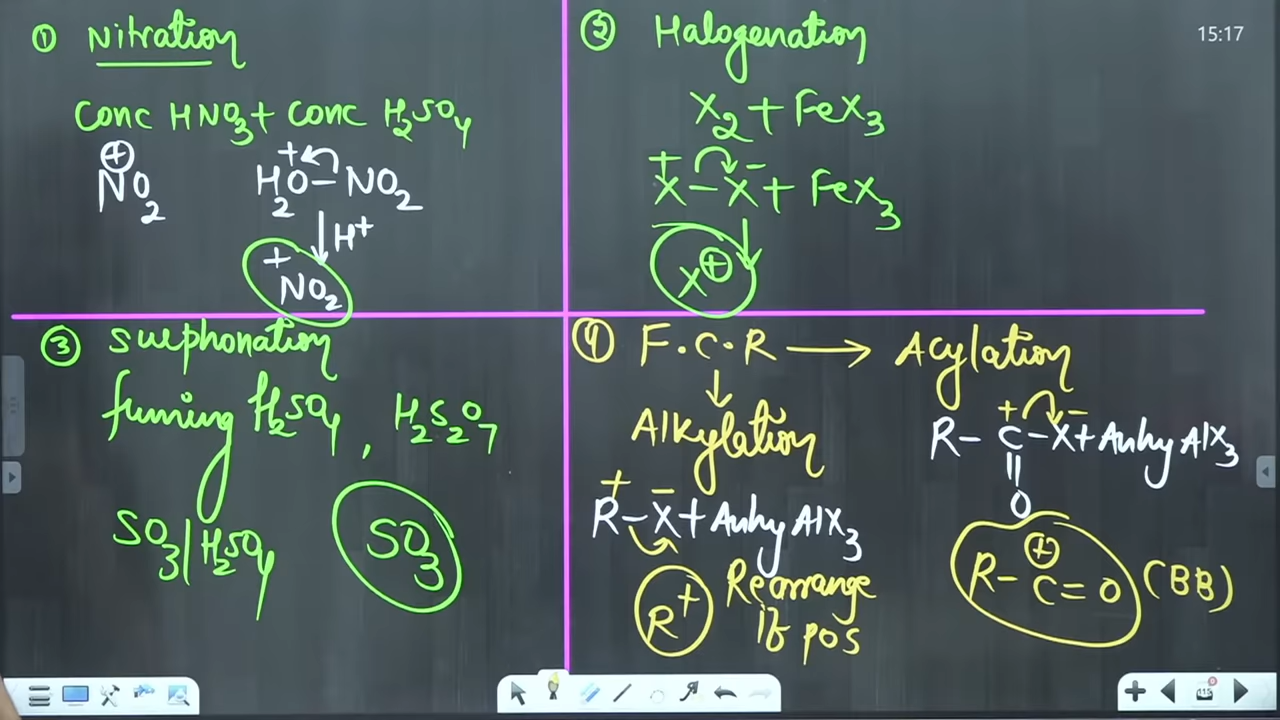 ① Nitration
Conc HNO3 + Conc H2SO4
⊕
NO2
+
H2O–NO2
↓ H+
+
NO2
② Halogenation
15:17
X2 + FeX3
+ –
X–X + FeX3
↓
X⊕
③ Sulphonation
fuming H2SO4, H2S2O7
SO3/H2SO4
SO3
④ F.C.R → Acylation
↓
Alkylation
+ –
R–X + Anhy AlX3
R+ Rearrange
if pos
+ –
R–C–X + Anhy AlX3
||
O
⊕
R–C=O (BB)